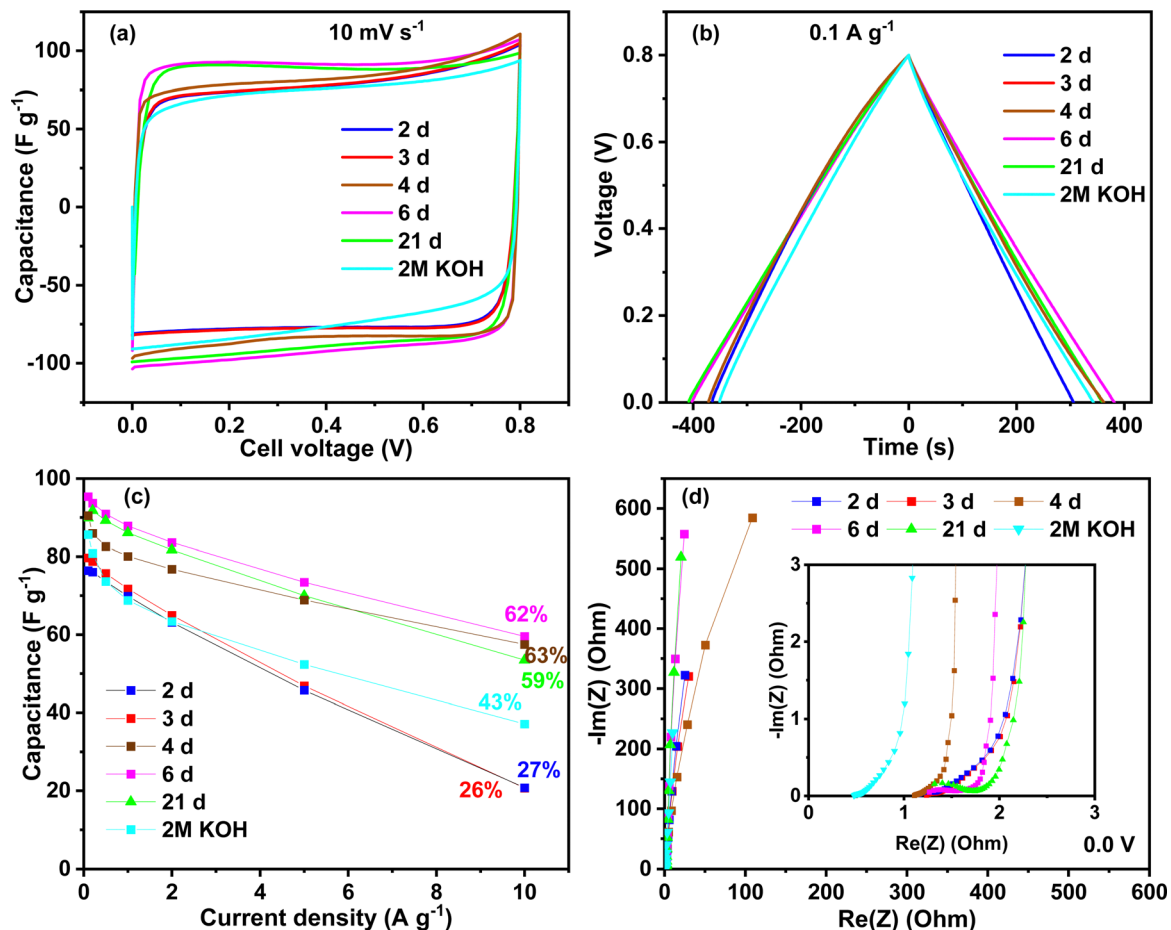 (a)
10 mV s⁻¹
100
50
0
-50
-100
Capacitance (F g⁻¹)
2 d
3 d
4 d
6 d
21 d
2M KOH
0.0 0.2 0.4 0.6 0.8
Cell voltage (V)
(b)
0.1 A g⁻¹
0.8
0.6
0.4
0.2
0.0
Voltage (V)
2 d
3 d
4 d
6 d
21 d
2M KOH
-400 -200 0 200 400
Time (s)
(c)
100
80
60
40
20
0
Capacitance (F g⁻¹)
62%
63%
59%
43%
27%
26%
2 d
3 d
4 d
6 d
21 d
2M KOH
0 2 4 6 8 10
Current density (A g⁻¹)
(d)
2 d 3 d 4 d
6 d 21 d 2M KOH
600
550
500
450
400
350
300
250
200
150
100
50
0
-Im(Z) (Ohm)
3
2
1
0
-Im(Z) (Ohm)
0 1 2 3
Re(Z) (Ohm)
0.0 V
0 100 200 300 400 500 600
Re(Z) (Ohm)